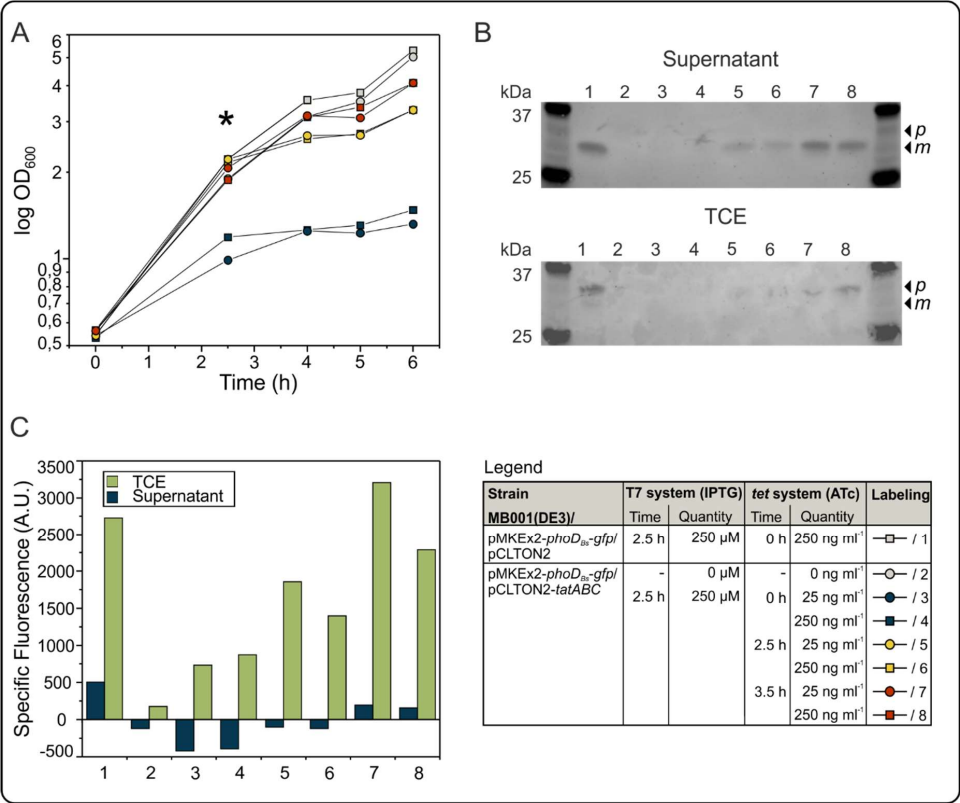 A
6
5
4
3
2
1
0,9
0,8
0,7
0,6
0,5
log OD600
*
0 1 2 3 4 5 6
Time (h)
B
Supernatant
kDa 1 2 3 4 5 6 7 8
37
p
m
25
TCE
kDa 1 2 3 4 5 6 7 8
37
p
m
25
C
Specific Fluorescence (A.U.)
3500
3000
2500
2000
1500
1000
500
0
-500
TCE
Supernatant
1 2 3 4 5 6 7 8
Legend
Strain T7 system (IPTG) tet system (ATc) Labeling
MB001(DE3)/ Time Quantity Time Quantity
pMKEx2-phoDBs-gfp/ 2.5 h 250 µM 0 h 250 ng ml-1 / 1
pCLTON2
pMKEx2-phoDBs-gfp/ - 0 µM - 0 ng ml-1 / 2
pCLTON2-tatABC 2.5 h 250 µM 0 h 25 ng ml-1 / 3
250 ng ml-1 / 4
2.5 h 25 ng ml-1 / 5
250 ng ml-1 / 6
3.5 h 25 ng ml-1 / 7
250 ng ml-1 / 8